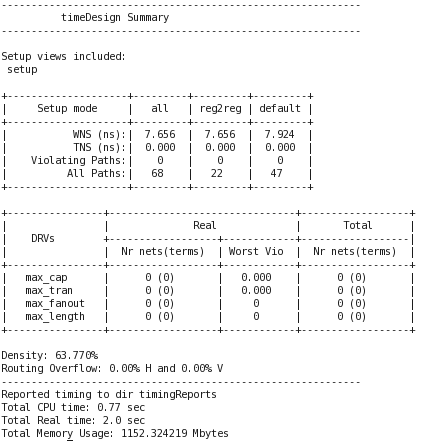 ------------------------------------------------------------
          timeDesign Summary
------------------------------------------------------------
Setup views included:
 setup
+--------------------+---------+---------+---------+
|     Setup mode     |   all   | reg2reg | default |
+--------------------+---------+---------+---------+
|           WNS (ns):|  7.656  |  7.656  |  7.924  |
|           TNS (ns):|  0.000  |  0.000  |  0.000  |
|    Violating Paths:|    0    |    0    |    0    |
|          All Paths:|   68    |   22    |   47    |
+--------------------+---------+---------+---------+
+----------------+-------------------------------+------------------+
|                |              Real             |       Total      |
|    DRVs        +------------------+------------+------------------|
|                |  Nr nets(terms)  | Worst Vio  |  Nr nets(terms)  |
+----------------+------------------+------------+------------------+
|   max_cap      |      0 (0)       |   0.000    |      0 (0)       |
|   max_tran     |      0 (0)       |   0.000    |      0 (0)       |
|   max_fanout   |      0 (0)       |     0      |      0 (0)       |
|   max_length   |      0 (0)       |     0      |      0 (0)       |
+----------------+------------------+------------+------------------+
Density: 63.770%
Routing Overflow: 0.00% H and 0.00% V
------------------------------------------------------------
Reported timing to dir timingReports
Total CPU time: 0.77 sec
Total Real time: 2.0 sec
Total Memory Usage: 1152.324219 Mbytes